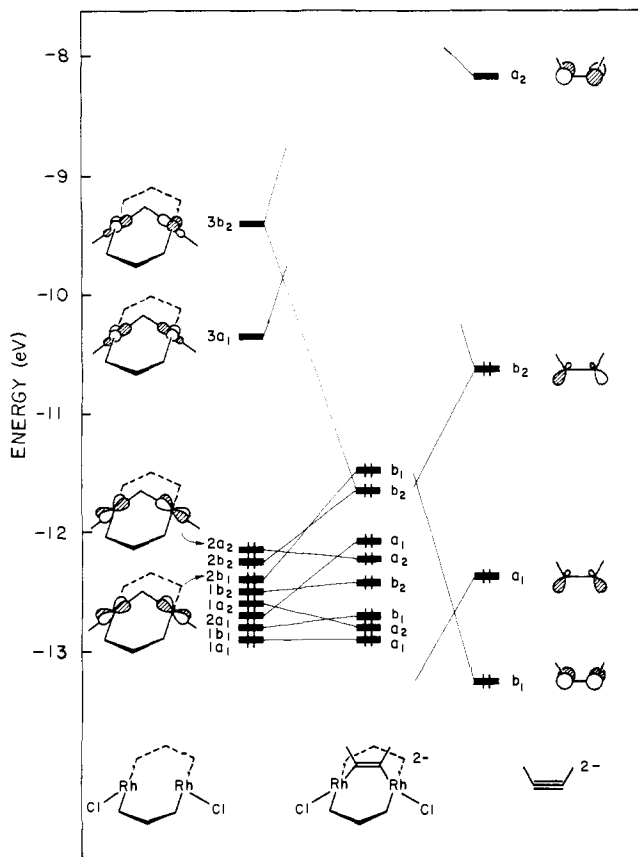 ENERGY (eV)
-8
-9
-10
-11
-12
-13
3b₂
3a₁
2a₂
2b₂
2b₁
1b₂
1a₂
2a₁
1b₁
1a₁
b₁
b₂
a₁
a₂
b₂
b₁
a₂
a₁
a₂
b₂
a₁
b₁
Rh Rh
Cl Cl
2-
Rh Rh
Cl Cl
2-